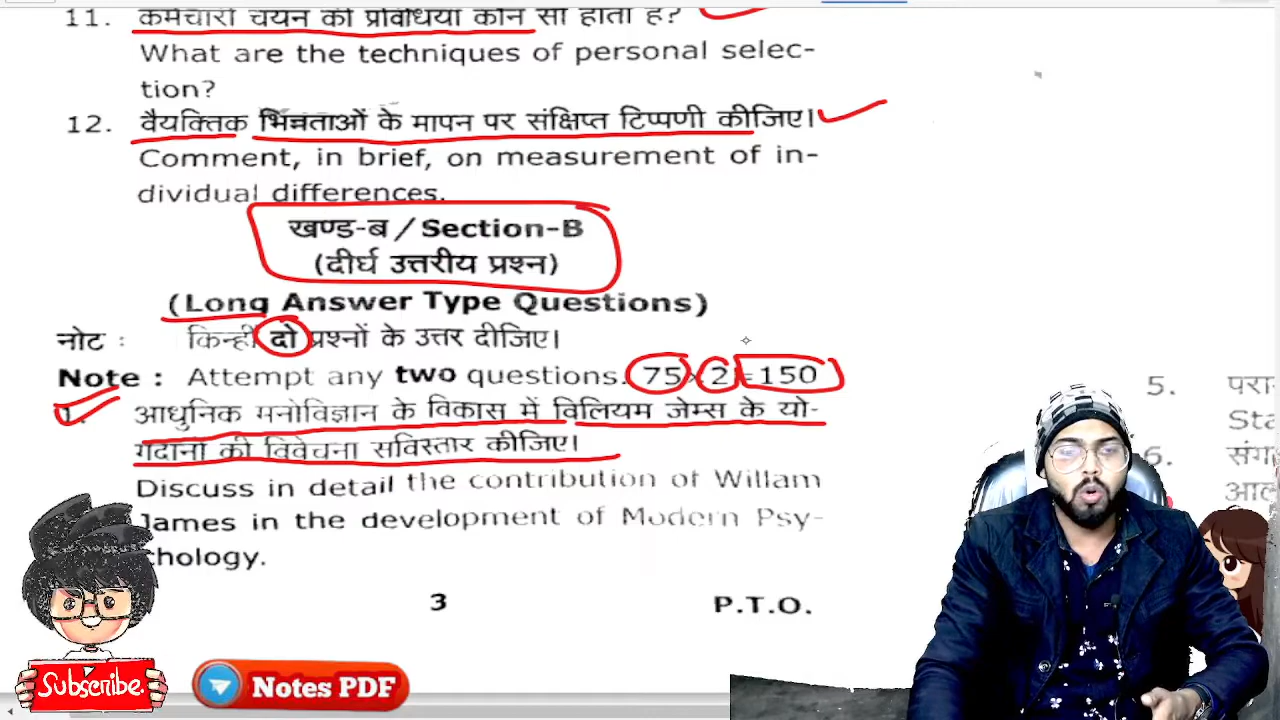 11. कर्मचारी चयन की प्रविधियाँ कौन सी होती हैं?
What are the techniques of personal selec-
tion?
12. वैयक्तिक भिन्नताओं के मापन पर संक्षिप्त टिप्पणी कीजिए।
Comment, in brief, on measurement of in-
dividual differences.
खण्ड-ब / Section-B
(दीर्घ उत्तरीय प्रश्न)
(Long Answer Type Questions)
नोट : किन्हीं दो प्रश्नों के उत्तर दीजिए।
Note : Attempt any two questions. 75×2=150
1. आधुनिक मनोविज्ञान के विकास में विलियम जेम्स के यो-
गदानों की विवेचना सविस्तार कीजिए।
Discuss in detail the contribution of Willam
James in the development of Modern Psy-
chology.
3 P.T.O.
5. परा
Sta
6. संग
आल
Subscribe
Notes PDF